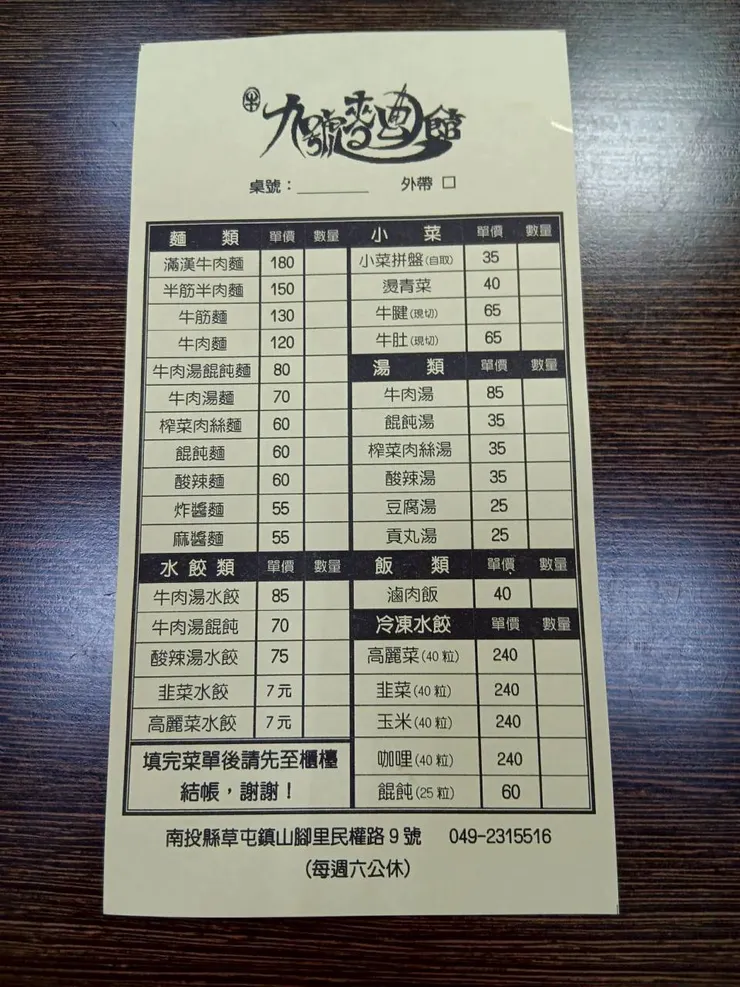 九號麵館
桌號：________ 外帶 □
麵 類 單價 數量
滿漢牛肉麵 180
半筋半肉麵 150
牛筋麵 130
牛肉麵 120
牛肉湯餛飩麵 80
牛肉湯麵 70
榨菜肉絲麵 60
餛飩麵 60
酸辣麵 60
炸醬麵 55
麻醬麵 55
水餃類 單價 數量
牛肉湯水餃 85
牛肉湯餛飩 70
酸辣湯水餃 75
韭菜水餃 7元
高麗菜水餃 7元
填完菜單後請先至櫃檯
結帳，謝謝！
小 菜 單價 數量
小菜拼盤(自取) 35
燙青菜 40
牛腱(現切) 65
牛肚(現切) 65
湯 類 單價 數量
牛肉湯 85
餛飩湯 35
榨菜肉絲湯 35
酸辣湯 35
豆腐湯 25
貢丸湯 25
飯 類 單價 數量
滷肉飯 40
冷凍水餃 單價 數量
高麗菜(40粒) 240
韭菜(40粒) 240
玉米(40粒) 240
咖哩(40粒) 240
餛飩(25粒) 60
南投縣草屯鎮山腳里民權路9號 049-2315516
(每週六公休)